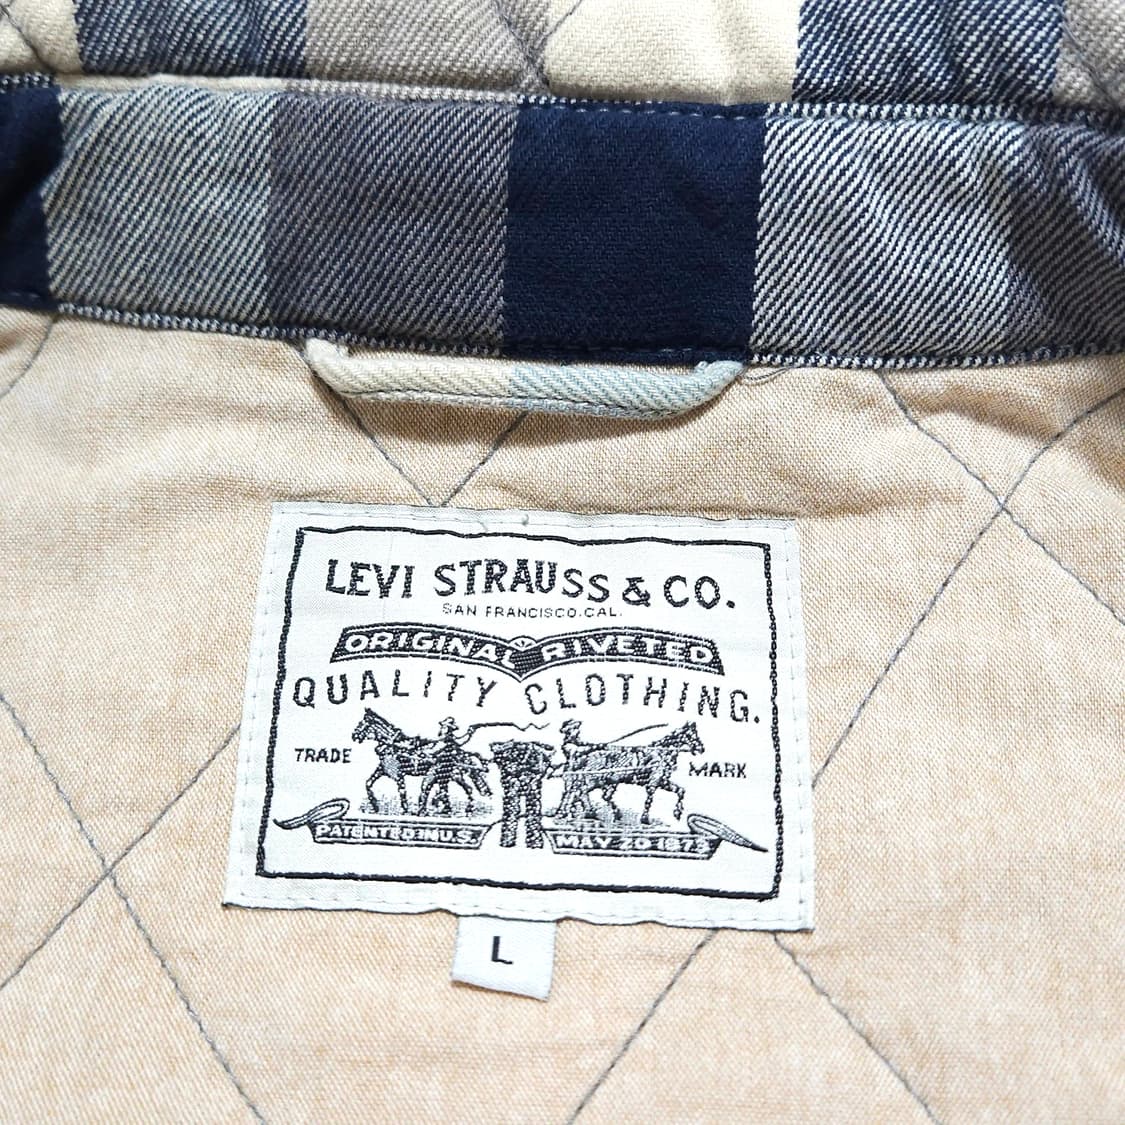 LEVI STRAUSS & CO.
SAN FRANCISCO.CAL.
ORIGINAL RIVETED
QUALITY CLOTHING.
TRADE MARK
PATENTED IN U.S. MAY 20 1873
L